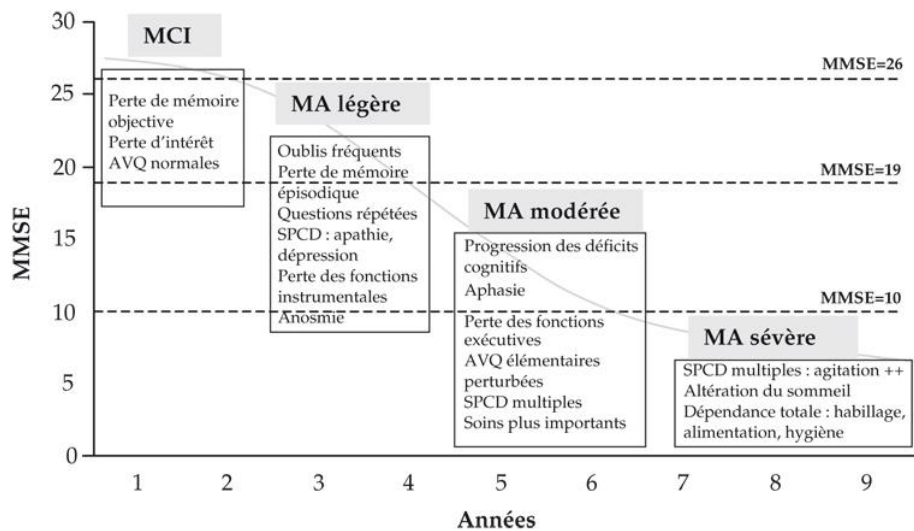 MMSE
30
25
20
15
10
5
0
MCI
Perte de mémoire
objective
Perte d'intérêt
AVQ normales
MA légère
Oublis fréquents
Perte de mémoire
épisodique
Questions répétées
SPCD : apathie,
dépression
Perte des fonctions
instrumentales
Anosmie
MA modérée
Progression des déficits
cognitifs
Aphasie
Perte des fonctions
exécutives
AVQ élémentaires
perturbées
SPCD multiples
Soins plus importants
MA sévère
SPCD multiples : agitation ++
Altération du sommeil
Dépendance totale : habillage,
alimentation, hygiène
MMSE=26
MMSE=19
MMSE=10
1 2 3 4 5 6 7 8 9
Années